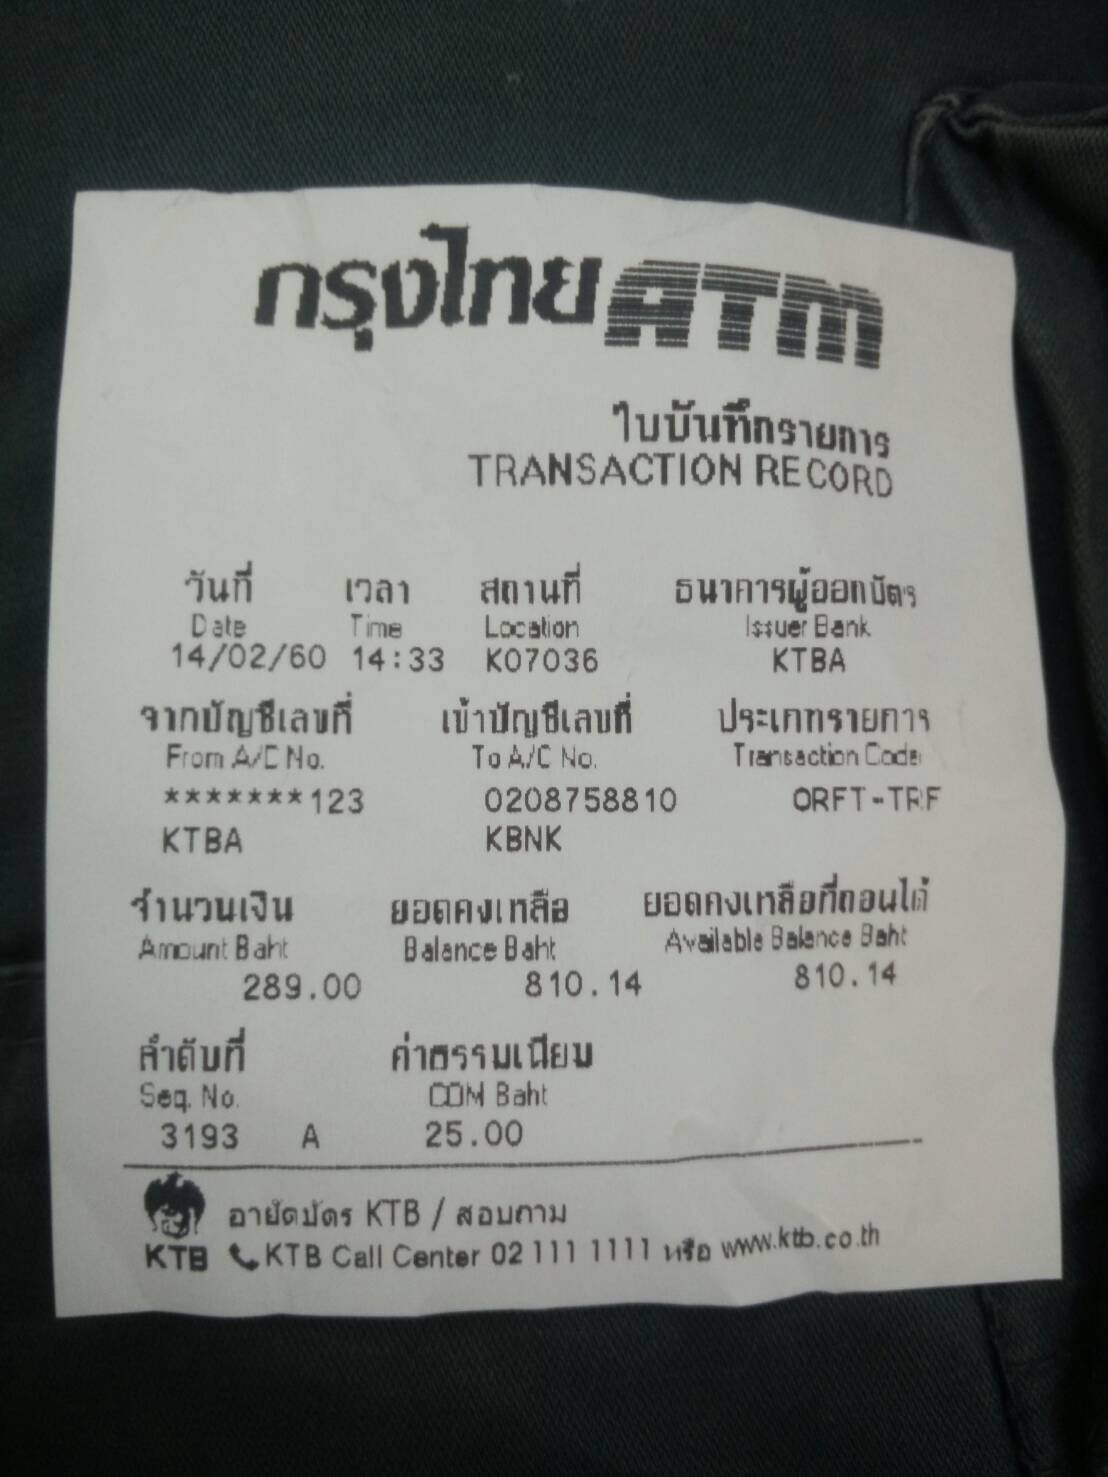 กรุงไทย ATM
ใบบันทึกรายการ
TRANSACTION RECORD
วันที่ เวลา สถานที่ ธนาคารผู้ออกบัตร
Date Time Location Issuer Bank
14/02/60 14:33 K07036 KTBA
จากบัญชีเลขที่ เข้าบัญชีเลขที่ ประเภทรายการ
From A/C No. To A/C No. Transaction Code
*******123 0208758810 ORFT-TRF
KTBA KBNK
จำนวนเงิน ยอดคงเหลือ ยอดคงเหลือที่ถอนได้
Amount Baht Balance Baht Available Balance Baht
289.00 810.14 810.14
ลำดับที่ ค่าธรรมเนียม
Seq. No. COM Baht
3193 A 25.00
อายัดบัตร KTB / สอบถาม
KTB KTB Call Center 02 111 1111 หรือ www.ktb.co.th